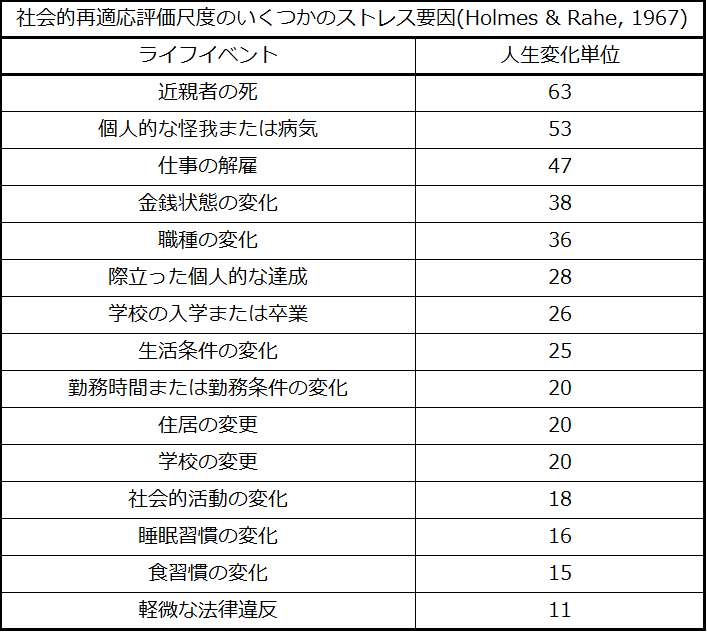 社会的再適応評価尺度のいくつかのストレス要因(Holmes & Rahe, 1967)
ライフイベント 人生変化単位
近親者の死 63
個人的な怪我または病気 53
仕事の解雇 47
金銭状態の変化 38
職種の変化 36
際立った個人的な達成 28
学校の入学または卒業 26
生活条件の変化 25
勤務時間または勤務条件の変化 20
住居の変更 20
学校の変更 20
社会的活動の変化 18
睡眠習慣の変化 16
食習慣の変化 15
軽微な法律違反 11